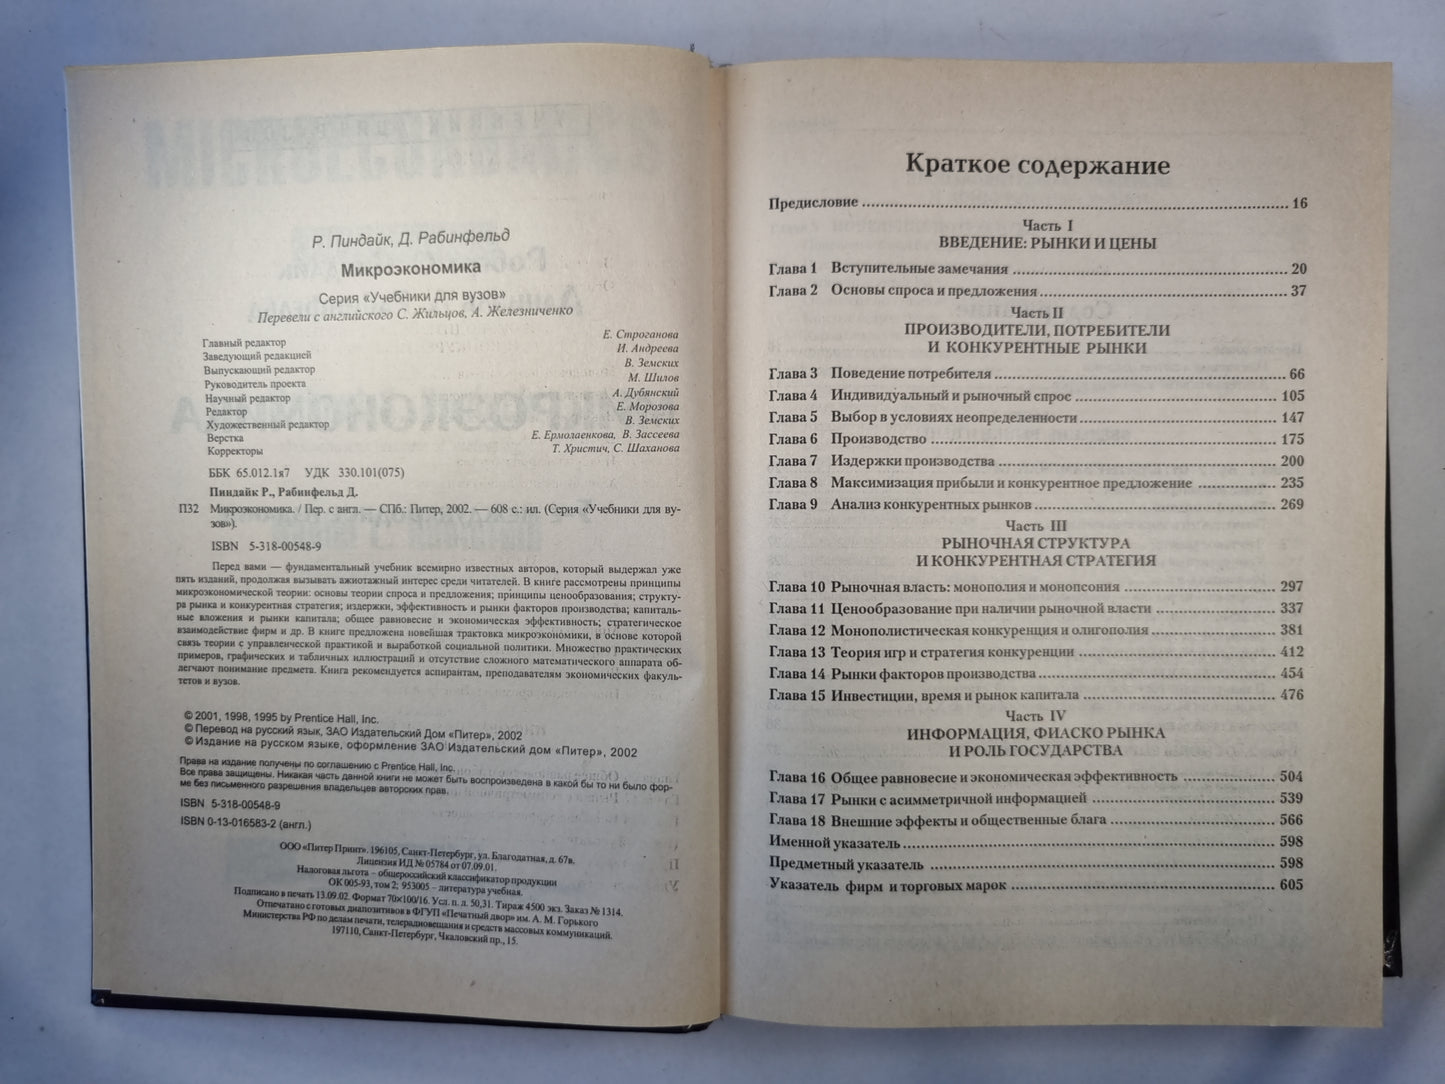 Р. Пиндайк, Д. Рабинфельд
Микроэкономика
Серия «Учебники для вузов»
Перевели с английского С. Жильцов, А. Железниченко
Главный редактор Е. Строганова
Заведующий редакцией И. Андреева
Выпускающий редактор В. Земских
Руководитель проекта М. Шилов
Научный редактор А. Дубянский
Редактор Е. Морозова
Художественный редактор В. Земских
Верстка Е. Ермолаенкова, В. Зассеева
Корректоры Т. Христич, С. Шаханова
ББК 65.012.1я7 УДК 330.101(075)
Пиндайк Р., Рабинфельд Д.
П32 Микроэкономика. / Пер. с англ. — СПб.: Питер, 2002. — 608 с.: ил. (Серия «Учебники для ву-
зов»).
ISBN 5-318-00548-9
Перед вами — фундаментальный учебник всемирно известных авторов, который выдержал уже
пять изданий, продолжая вызывать ажиотажный интерес среди читателей. В книге рассмотрены принципы
микроэкономической теории: основы теории спроса и предложения; принципы ценообразования; структу-
ра рынка и конкурентная стратегия; издержки, эффективность и рынки факторов производства; капиталь-
ные вложения и рынки капитала; общее равновесие и экономическая эффективность; стратегическое
взаимодействие фирм и др. В книге предложена новейшая трактовка микроэкономики, в основе которой
связь теории с управленческой практикой и выработкой социальной политики. Множество практических
примеров, графических и табличных иллюстраций и отсутствие сложного математического аппарата об-
легчают понимание предмета. Книга рекомендуется аспирантам, преподавателям экономических факуль-
тетов и вузов.
© 2001, 1998, 1995 by Prentice Hall, Inc.
© Перевод на русский язык, ЗАО Издательский Дом «Питер», 2002
© Издание на русском языке, оформление ЗАО Издательский дом «Питер», 2002
Права на издание получены по соглашению с Prentice Hall, Inc.
Все права защищены. Никакая часть данной книги не может быть воспроизведена в какой бы то ни было фор-
ме без письменного разрешения владельцев авторских прав.
ISBN 5-318-00548-9
ISBN 0-13-016583-2 (англ.)
ООО «Питер Принт». 196105, Санкт-Петербург, ул. Благодатная, д. 67в.
Лицензия ИД № 05784 от 07.09.01.
Налоговая льгота – общероссийский классификатор продукции
ОК 005-93, том 2; 953005 – литература учебная.
Подписано в печать 13.09.02. Формат 70×100/16. Усл. п. л. 50,31. Тираж 4500 экз. Заказ № 1314.
Отпечатано с готовых диапозитивов в ФГУП «Печатный двор» им. А. М. Горького
Министерства РФ по делам печати, телерадиовещания и средств массовых коммуникаций.
197110, Санкт-Петербург, Чкаловский пр., 15.
Краткое содержание
Предисловие ........ 16
Часть I
ВВЕДЕНИЕ: РЫНКИ И ЦЕНЫ
Глава 1 Вступительные замечания ........ 20
Глава 2 Основы спроса и предложения ........ 37
Часть II
ПРОИЗВОДИТЕЛИ, ПОТРЕБИТЕЛИ
И КОНКУРЕНТНЫЕ РЫНКИ
Глава 3 Поведение потребителя ........ 66
Глава 4 Индивидуальный и рыночный спрос ........ 105
Глава 5 Выбор в условиях неопределенности ........ 147
Глава 6 Производство ........ 175
Глава 7 Издержки производства ........ 200
Глава 8 Максимизация прибыли и конкурентное предложение ........ 235
Глава 9 Анализ конкурентных рынков ........ 269
Часть III
РЫНОЧНАЯ СТРУКТУРА
И КОНКУРЕНТНАЯ СТРАТЕГИЯ
Глава 10 Рыночная власть: монополия и монопсония ........ 297
Глава 11 Ценообразование при наличии рыночной власти ........ 337
Глава 12 Монополистическая конкуренция и олигополия ........ 381
Глава 13 Теория игр и стратегия конкуренции ........ 412
Глава 14 Рынки факторов производства ........ 454
Глава 15 Инвестиции, время и рынок капитала ........ 476
Часть IV
ИНФОРМАЦИЯ, ФИАСКО РЫНКА
И РОЛЬ ГОСУДАРСТВА
Глава 16 Общее равновесие и экономическая эффективность ........ 504
Глава 17 Рынки с асимметричной информацией ........ 539
Глава 18 Внешние эффекты и общественные блага ........ 566
Именной указатель ........ 598
Предметный указатель ........ 598
Указатель фирм и торговых марок ........ 605